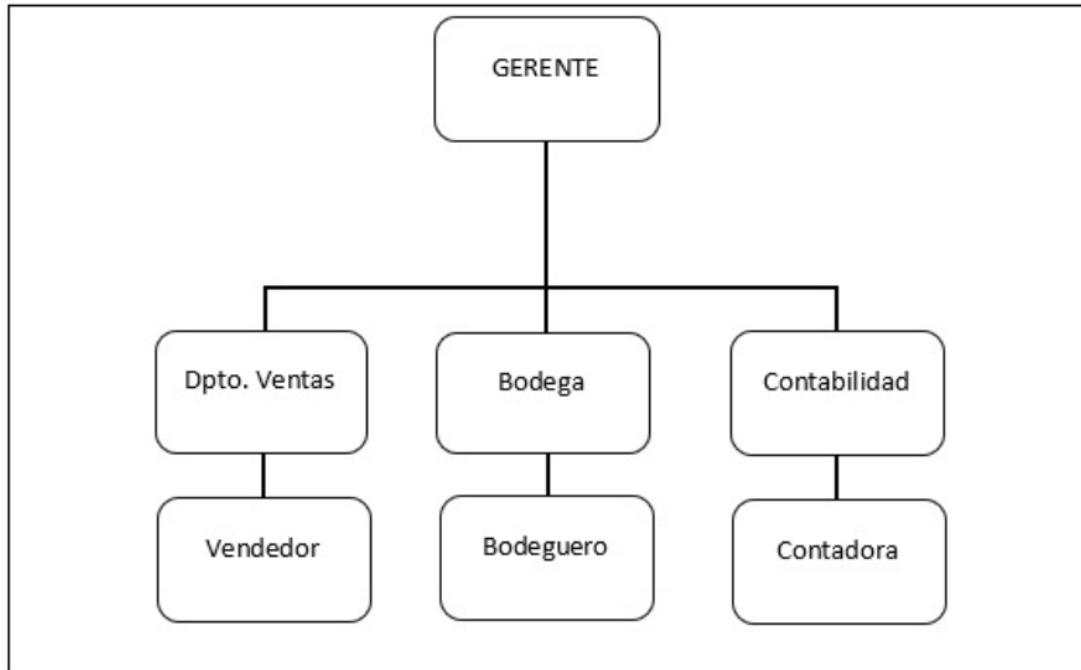 GERENTE
Dpto. Ventas
Bodega
Contabilidad
Vendedor
Bodeguero
Contadora